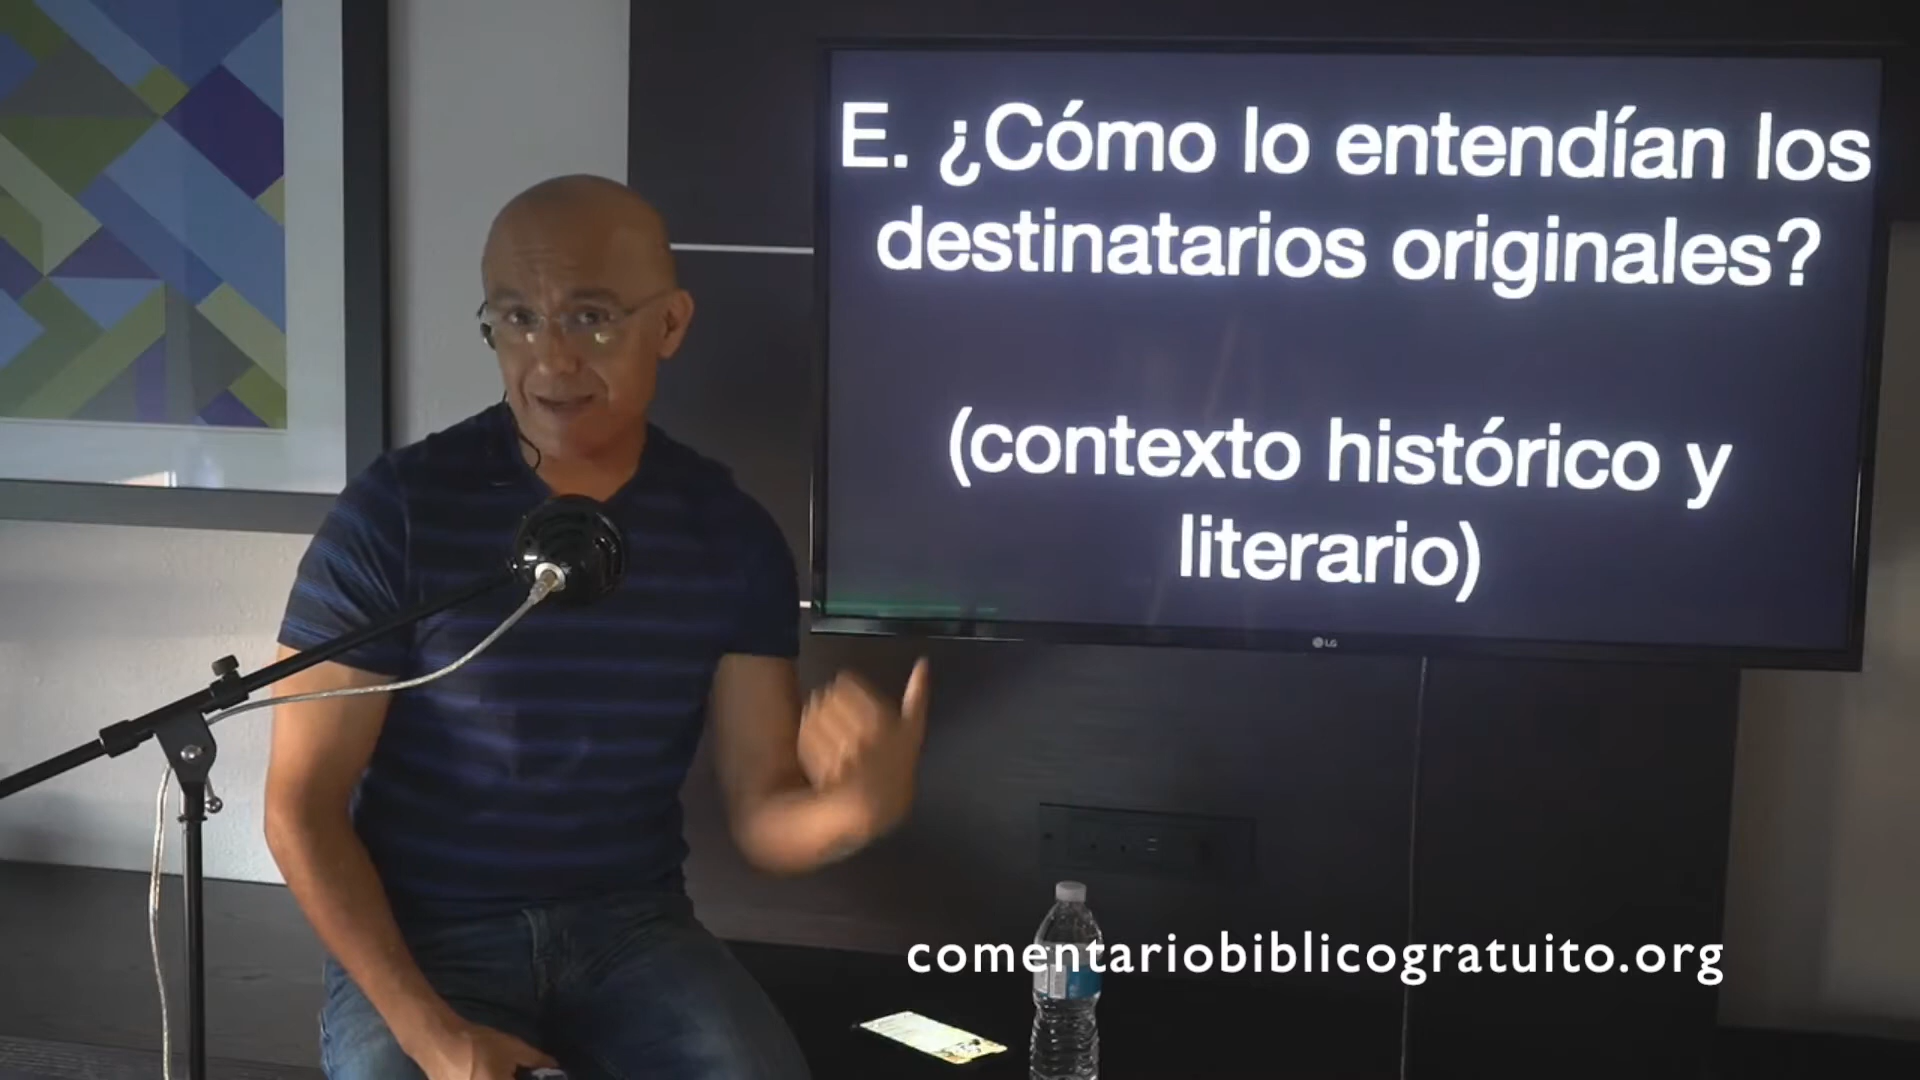 E. ¿Cómo lo entendían los
destinatarios originales?
(contexto histórico y
literario)
LG
comentariobiblicogratuito.org